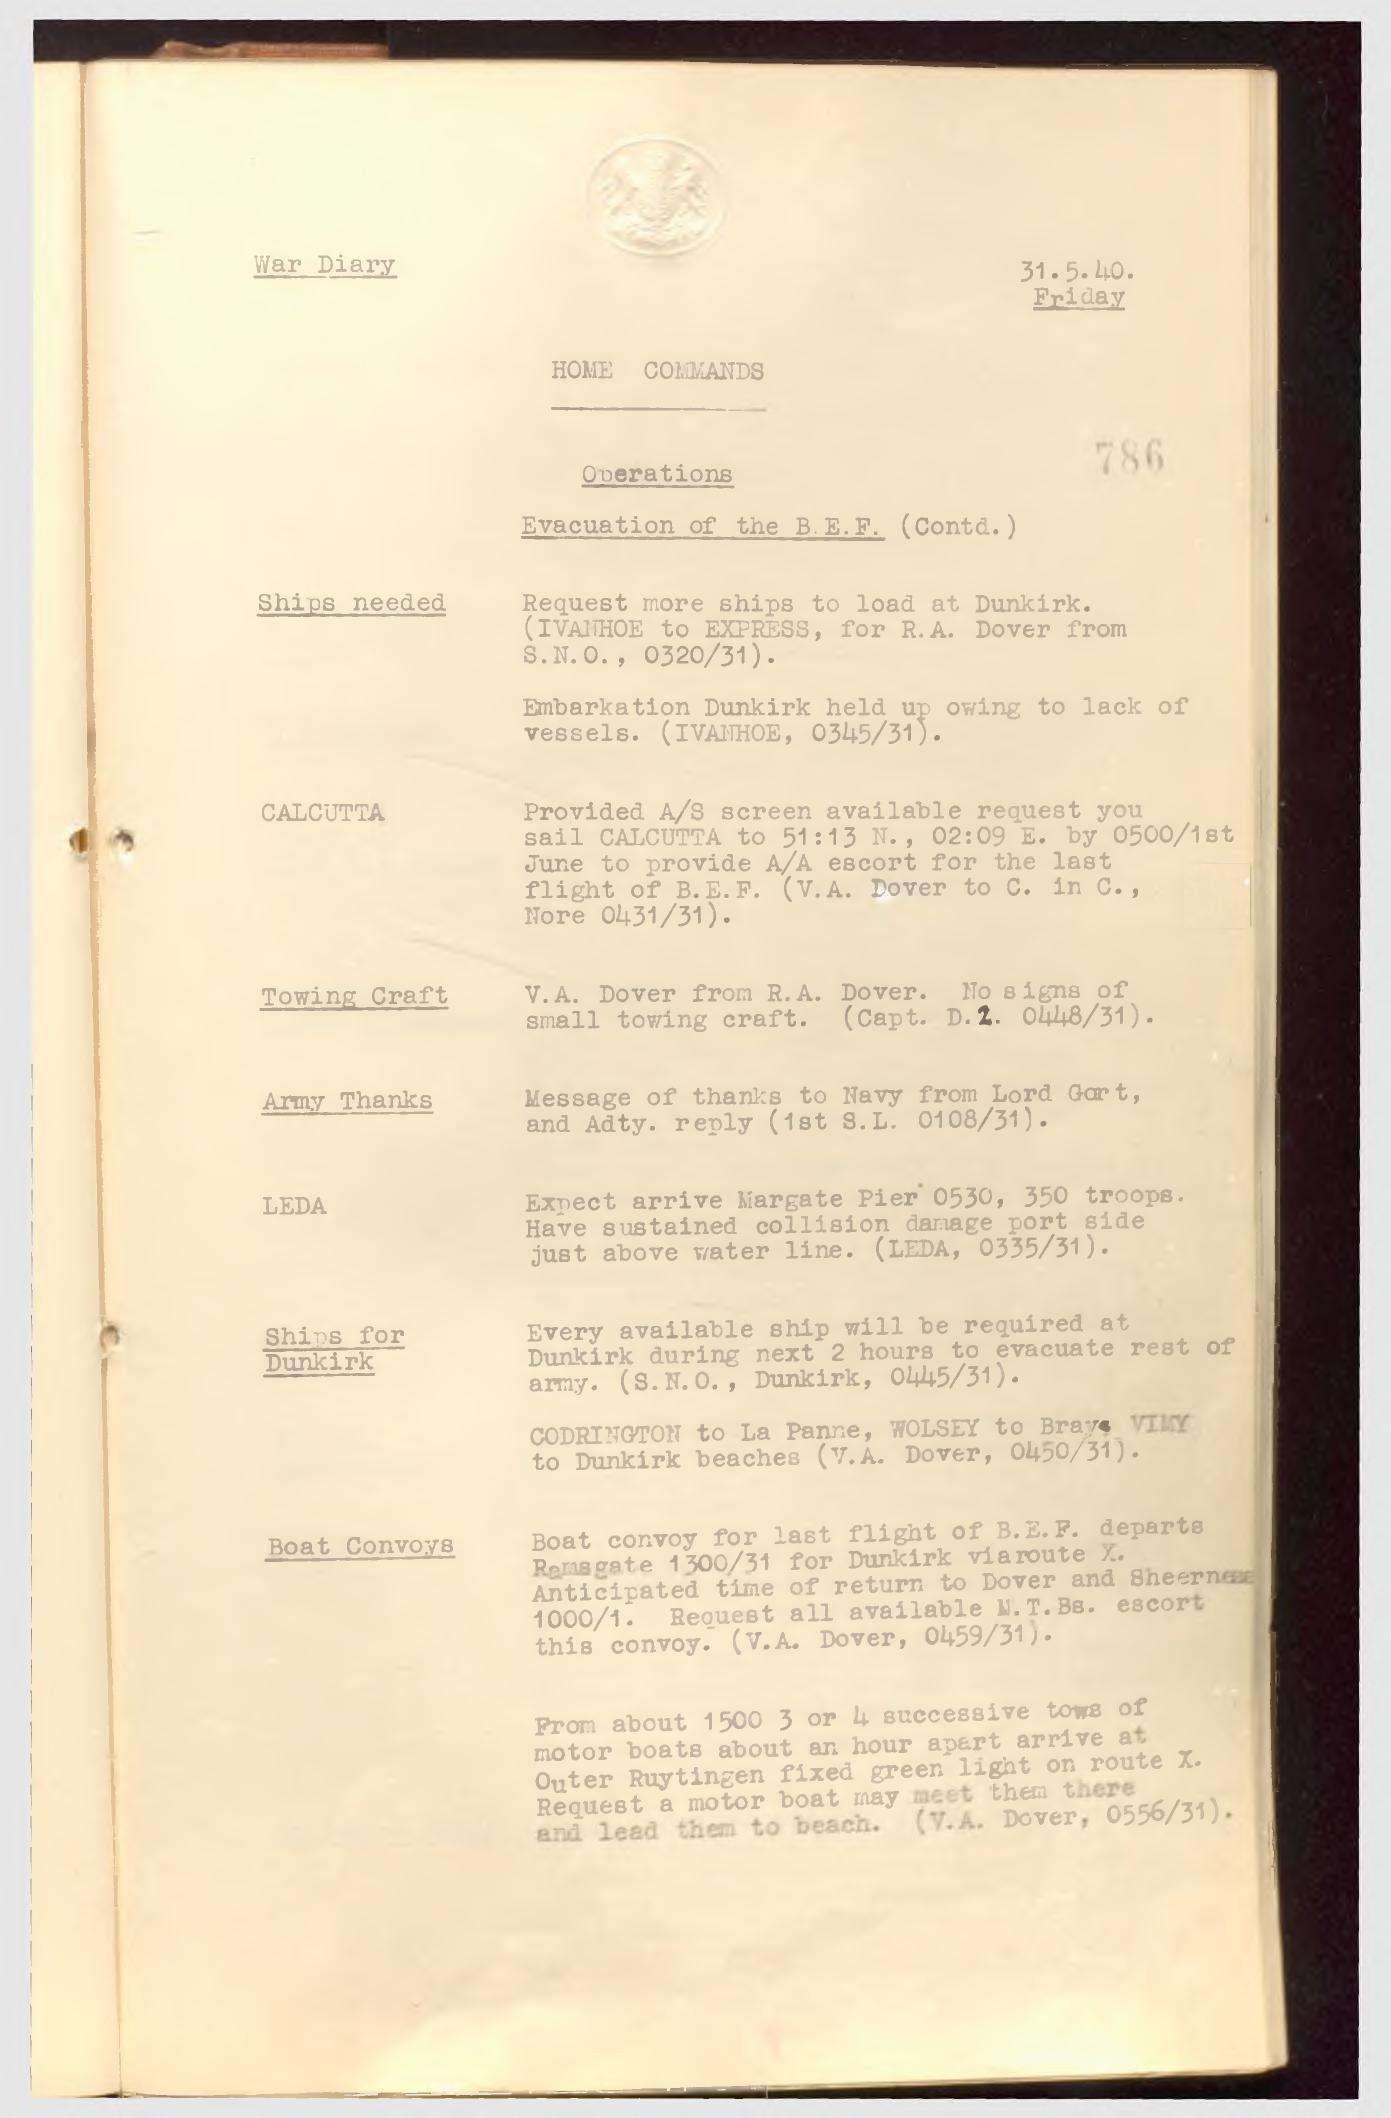 War Diary
31.5.40.
Friday
HOME COMMANDS
786
Operations
Evacuation of the B.E.F. (Contd.)
Ships needed
Request more ships to load at Dunkirk.
(IVANHOE to EXPRESS, for R.A. Dover from
S.N.O., 0320/31).
Embarkation Dunkirk held up owing to lack of
vessels. (IVANHOE, 0345/31).
CALCUTTA
Provided A/S screen available request you
sail CALCUTTA to 51:13 N., 02:09 E. by 0500/1st
June to provide A/A escort for the last
flight of B.E.F. (V.A. Dover to C. in C.,
Nore 0431/31).
Towing Craft
V.A. Dover from R.A. Dover. No signs of
small towing craft. (Capt. D.1. 0448/31).
Army Thanks
Message of thanks to Navy from Lord Gort,
and Adty. reply (1st S.L. 0108/31).
LEDA
Expect arrive Margate Pier 0530, 350 troops.
Have sustained collision damage port side
just above water line. (LEDA, 0335/31).
Ships for
Dunkirk
Every available ship will be required at
Dunkirk during next 2 hours to evacuate rest of
army. (S.N.O., Dunkirk, 0445/31).
CODRINGTON to La Panne, WOLSEY to Bray, VIMY
to Dunkirk beaches (V.A. Dover, 0450/31).
Boat Convoys
Boat convoy for last flight of B.E.F. departs
Ramsgate 1300/31 for Dunkirk via route X.
Anticipated time of return to Dover and Sheerness
1000/1. Request all available M.T.Bs. escort
this convoy. (V.A. Dover, 0459/31).
From about 1500 3 or 4 successive tows of
motor boats about an hour apart arrive at
Outer Ruytingen fixed green light on route X.
Request a motor boat may meet them there
and lead them to beach. (V.A. Dover, 0556/31).